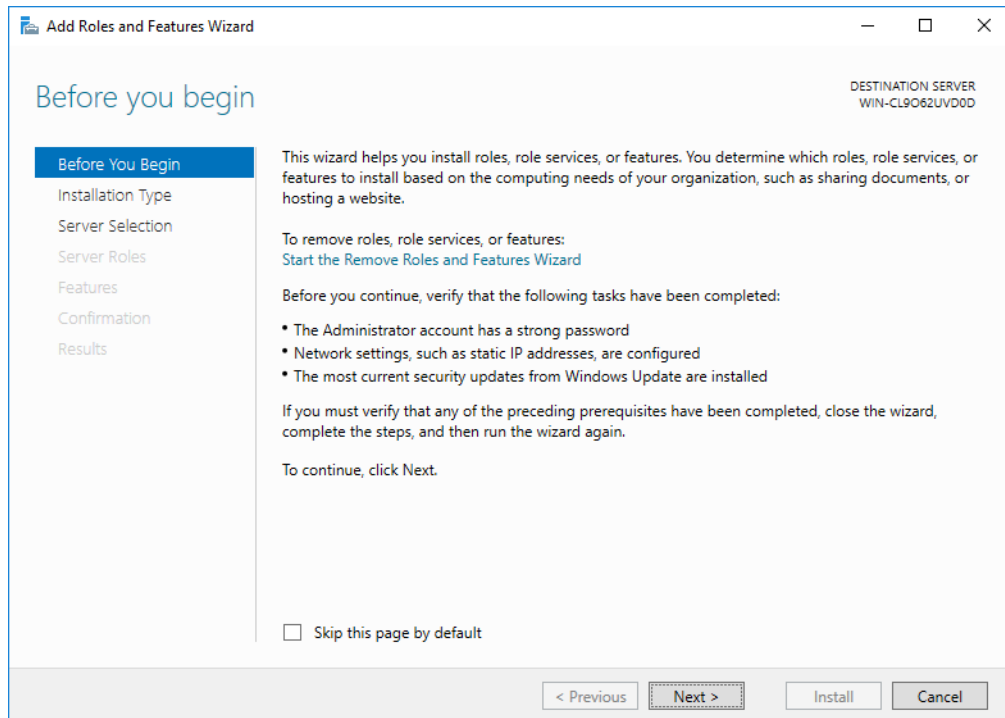 Add Roles and Features Wizard
Before you begin
DESTINATION SERVER
WIN-CL9O62UVD0D
Before You Begin
Installation Type
Server Selection
Server Roles
Features
Confirmation
Results
This wizard helps you install roles, role services, or features. You determine which roles, role services, or
features to install based on the computing needs of your organization, such as sharing documents, or
hosting a website.
To remove roles, role services, or features:
Start the Remove Roles and Features Wizard
Before you continue, verify that the following tasks have been completed:
• The Administrator account has a strong password
• Network settings, such as static IP addresses, are configured
• The most current security updates from Windows Update are installed
If you must verify that any of the preceding prerequisites have been completed, close the wizard,
complete the steps, and then run the wizard again.
To continue, click Next.
Skip this page by default
< Previous
Next >
Install
Cancel